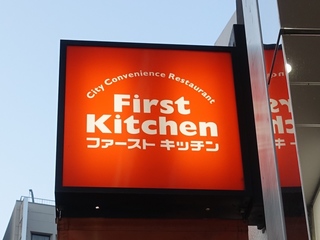 City Convenience Restaurant
First
Kitchen
ファースト キッチン